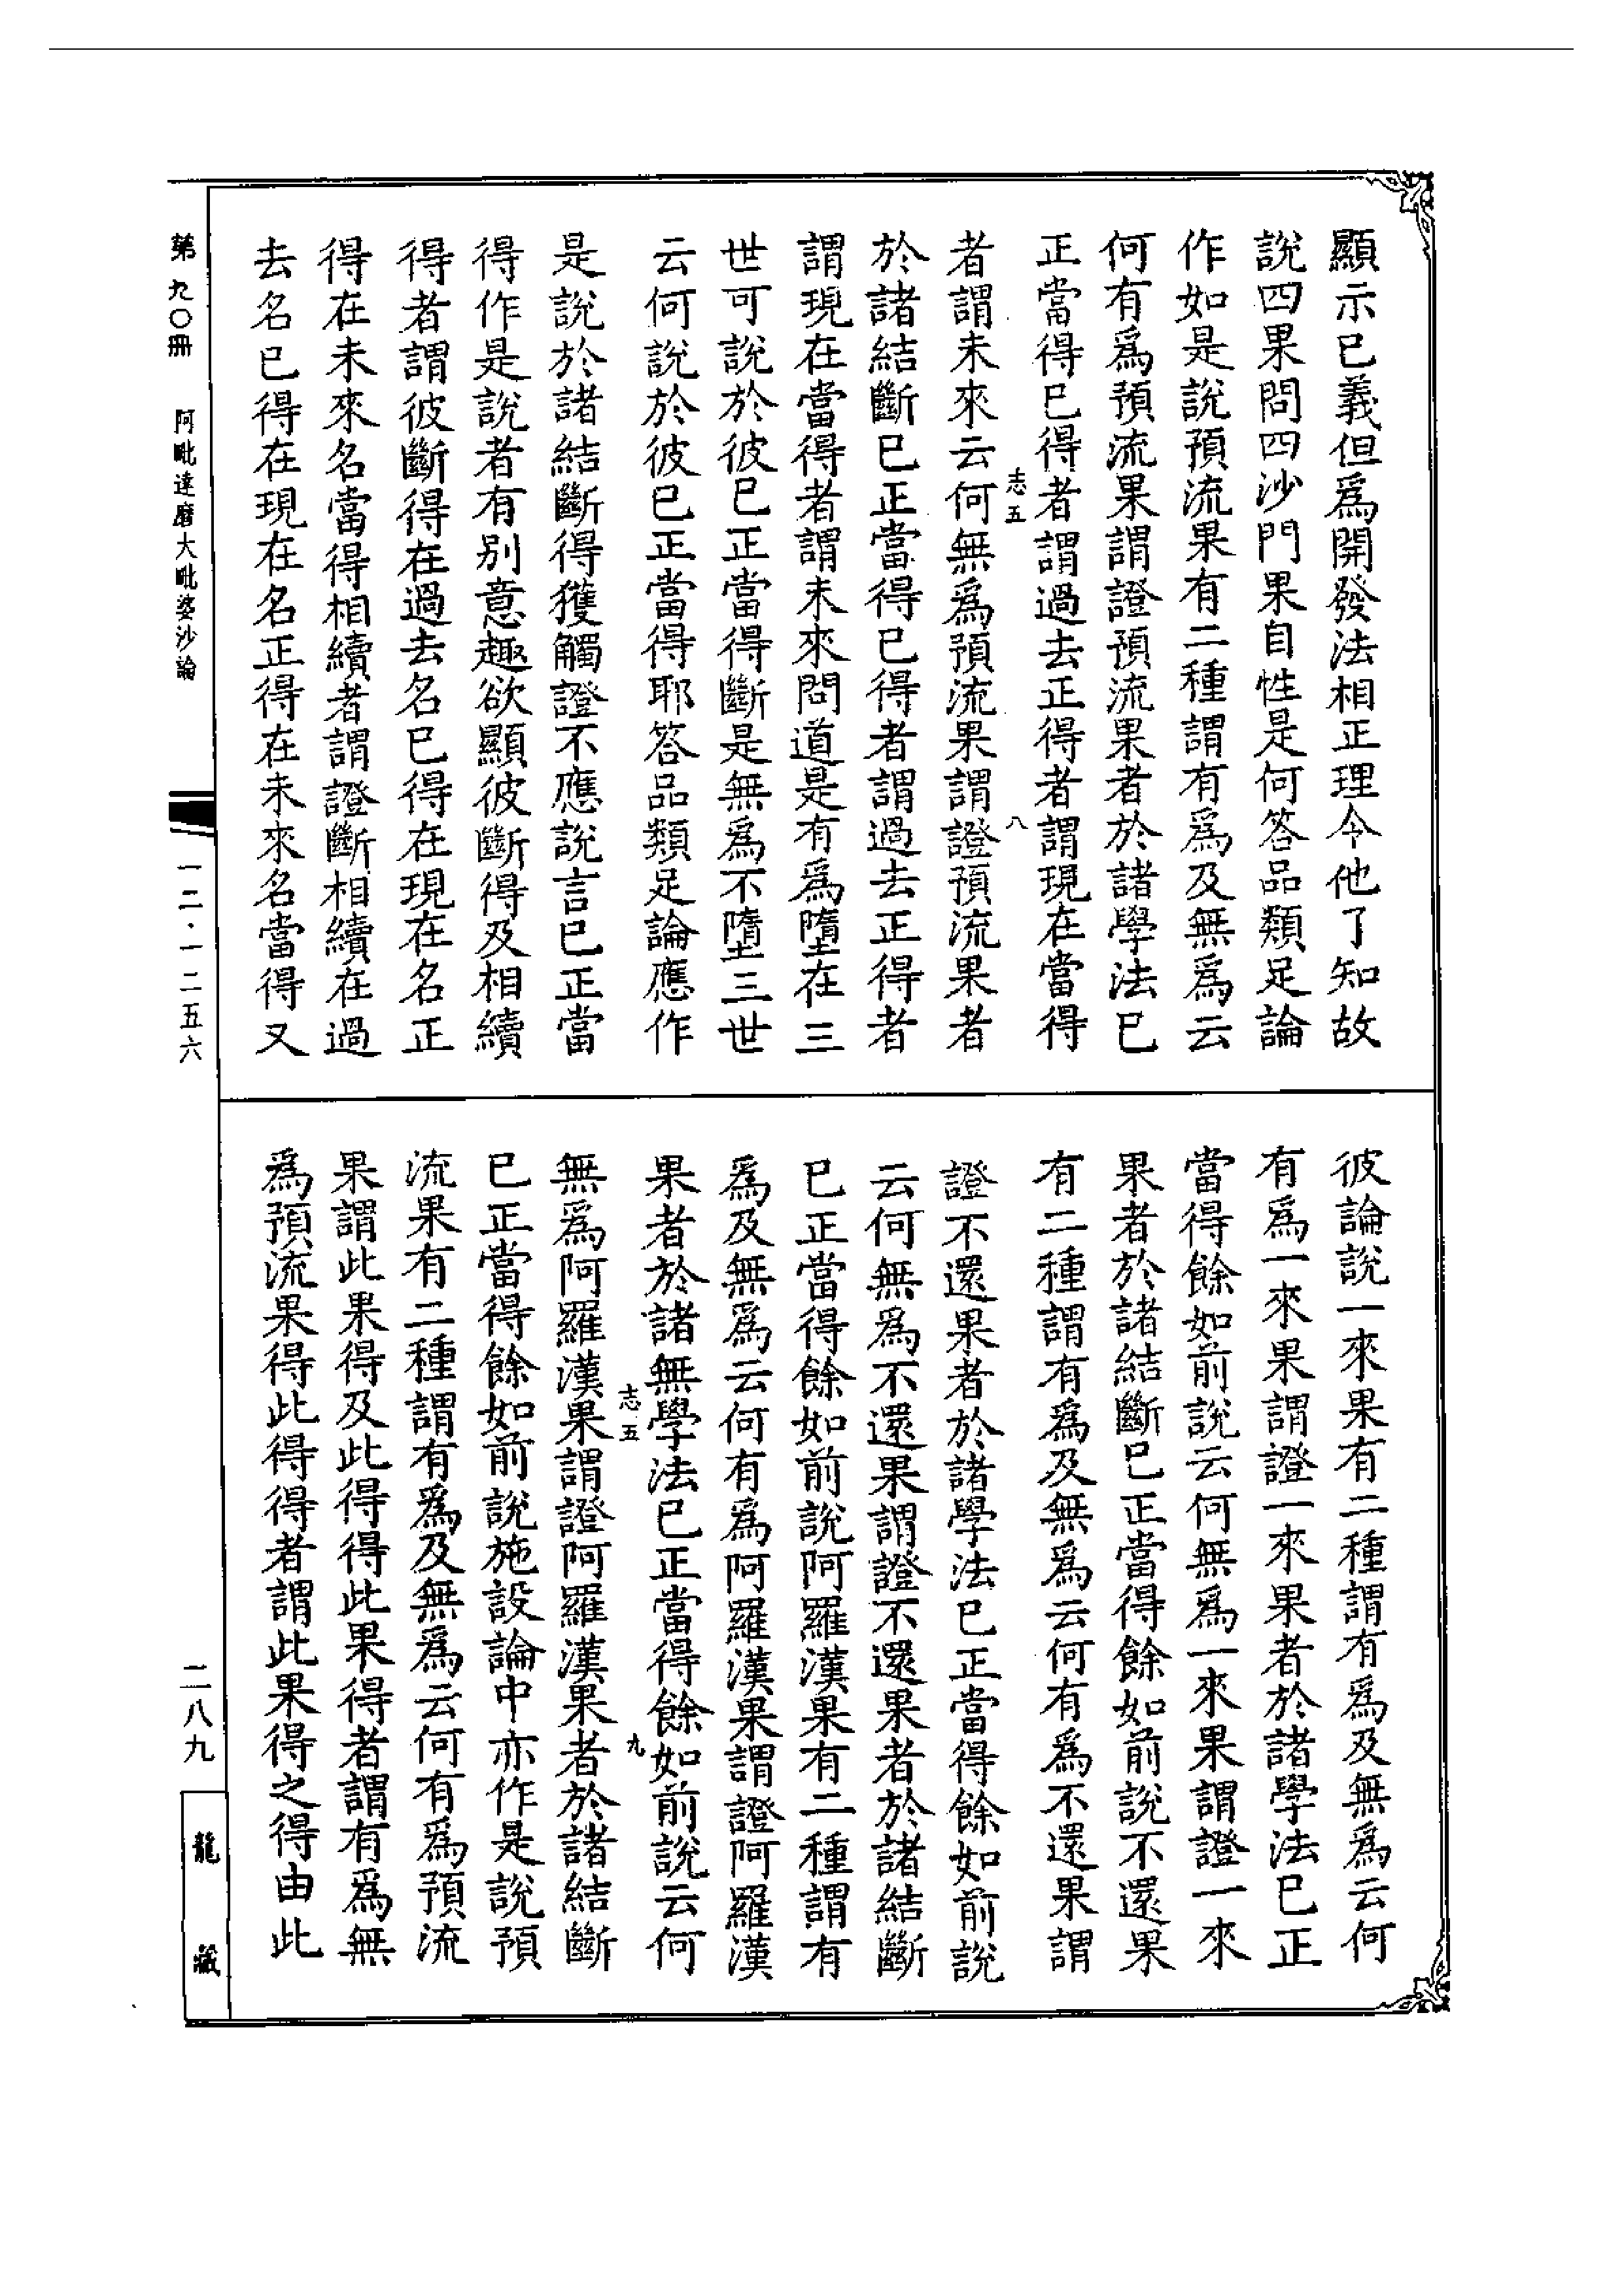 顯示已義但為開發法相正理令他了知故
說四果問四沙門果自性是何答品類足論
作如是說預流果有二種謂有為及無為云
何有為預流果謂證預流果者於諸學法已
正當得已得者謂過去正得者謂現在當得
志五
八
者謂未來云何無為預流果謂證預流果者
於諸結斷已正當得已得者謂過去正得者
謂現在當得者謂未來問道是有為墮在三
世可說於彼已正當得斷是無為不墮三世
云何說於彼已正當得耶答品類足論應作
是說於諸結斷得獲觸證不應說言已正當
得作是說者有別意趣欲顯彼斷得及相續
得者謂彼斷得在過去名已得在現在名正
得在未來名當得相續者謂證斷相續在過
去名已得在現在名正得在未來名當得又
彼論說一來果有二種謂有為及無為云何
有為一來果謂證一來果者於諸學法已正
當得餘如前說云何無為一來果謂證一來
果者於諸結斷已正當得餘如前說不還果
有二種謂有為及無為云何有為不還果謂
證不還果者於諸學法已正當得餘如前說
云何無為不還果謂證不還果者於諸結斷
已正當得餘如前說阿羅漢果有二種謂有
為及無為云何有為阿羅漢果謂證阿羅漢
果者於諸無學法已正當得餘如前說云何
志五
九
無為阿羅漢果謂證阿羅漢果者於諸結斷
已正當得餘如前說施設論中亦作是說預
流果有二種謂有為及無為云何有為預流
果謂此果得及此得得此果得者謂有為無
為預流果得此得得者謂此果得之得由此
第九〇冊
阿毗達磨大毗婆沙論
一二·一二五六
二八九
龍藏